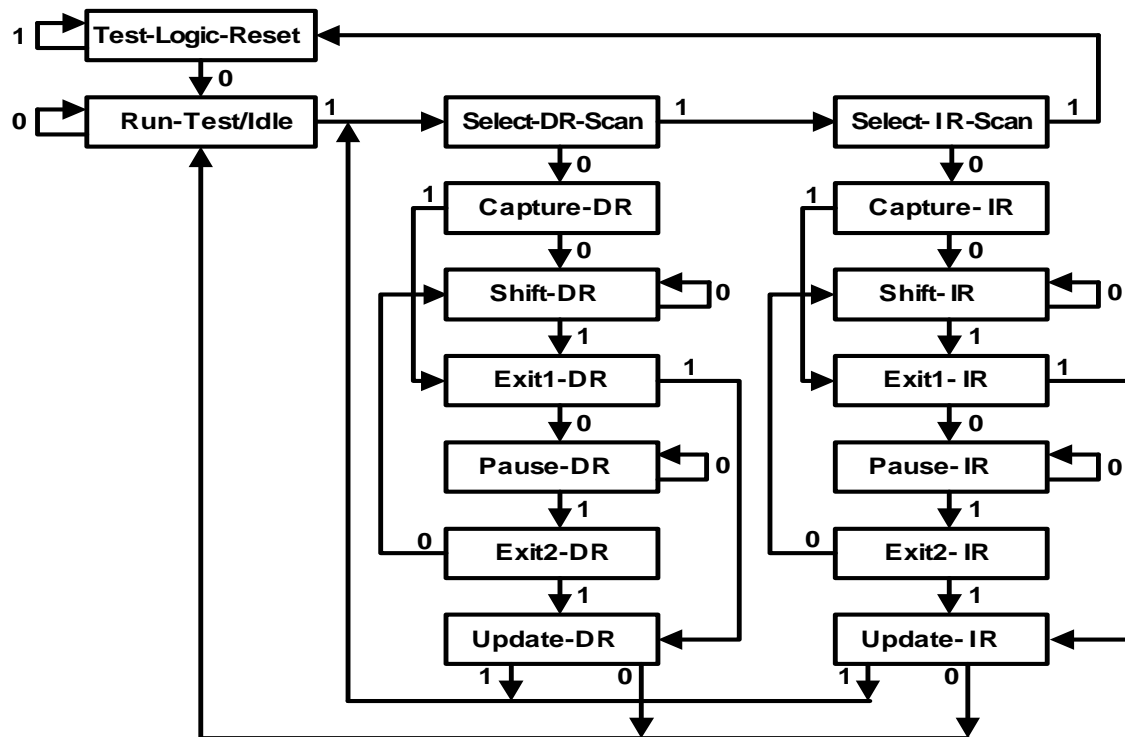 1 Test-Logic-Reset
0
0 Run-Test/Idle 1 Select-DR-Scan 1 Select-IR-Scan 1
0 0
1 Capture-DR 1 Capture-IR
0 0
Shift-DR 0 Shift-IR 0
1 1
Exit1-DR 1 Exit1-IR 1
0 0
Pause-DR 0 Pause-IR 0
1 1
0 Exit2-DR 0 Exit2-IR
1 1
Update-DR Update-IR
1 0 1 0